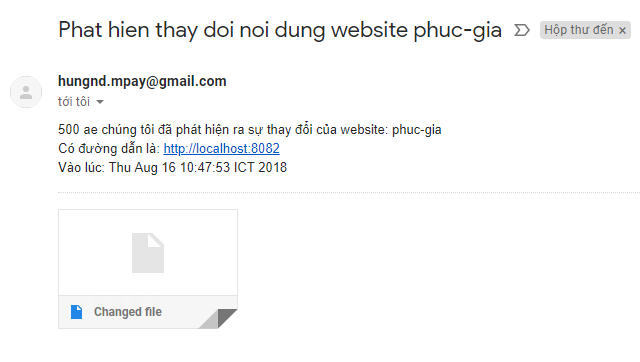 Phat hien thay doi noi dung website phuc-gia Hộp thư đến ×
hungnd.mpay@gmail.com
tới tôi
500 ae chúng tôi đã phát hiện ra sự thay đổi của website: phuc-gia
Có đường dẫn là: http://localhost:8082
Vào lúc: Thu Aug 16 10:47:53 ICT 2018
Changed file